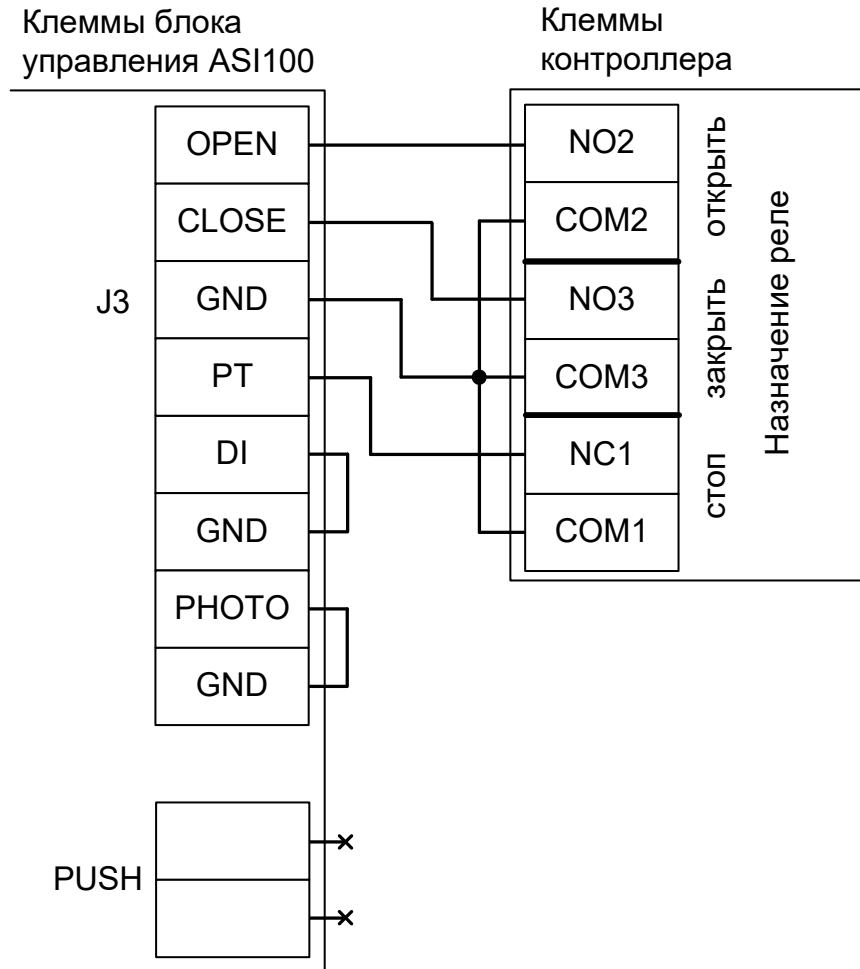 Клеммы блока
управления ASI100
Клеммы
контроллера
J3
OPEN
CLOSE
GND
PT
DI
GND
PHOTO
GND
PUSH
NO2
COM2
NO3
COM3
NC1
COM1
открыть
закрыть
стоп
Назначение реле